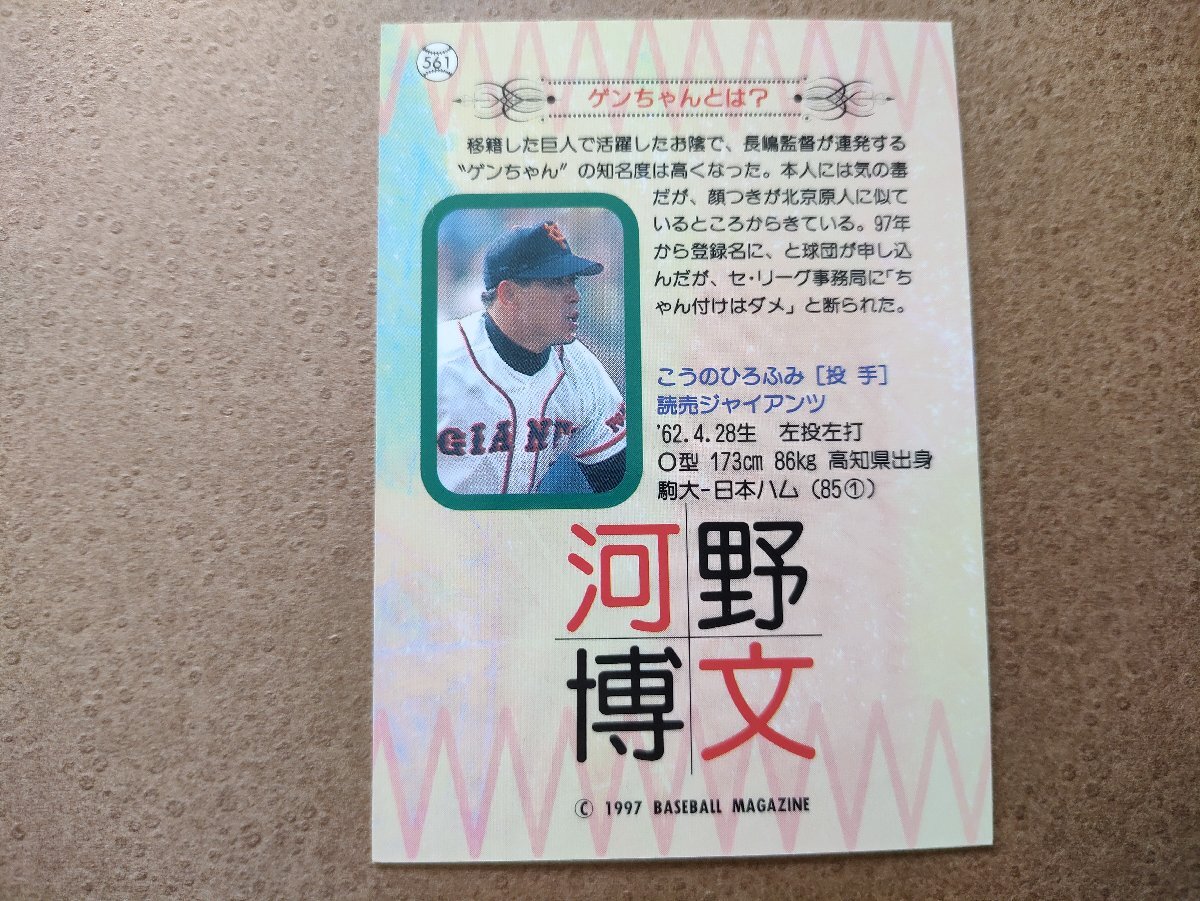 561
ゲンちゃんとは?
移籍した巨人で活躍したお陰で、長嶋監督が連発する
〝ゲンちゃん〟の知名度は高くなった。本人には気の毒
だが、顔つきが北京原人に似て
いるところからきている。97年
から登録名に、と球団が申し込
んだが、セ・リーグ事務局に「ち
ゃん付けはダメ」と断られた。
GIAN
こうのひろふみ[投 手]
読売ジャイアンツ
'62.4.28生 左投左打
O型 173cm 86kg 高知県出身
駒大-日本ハム(85①)
河野
博文
© 1997 BASEBALL MAGAZINE